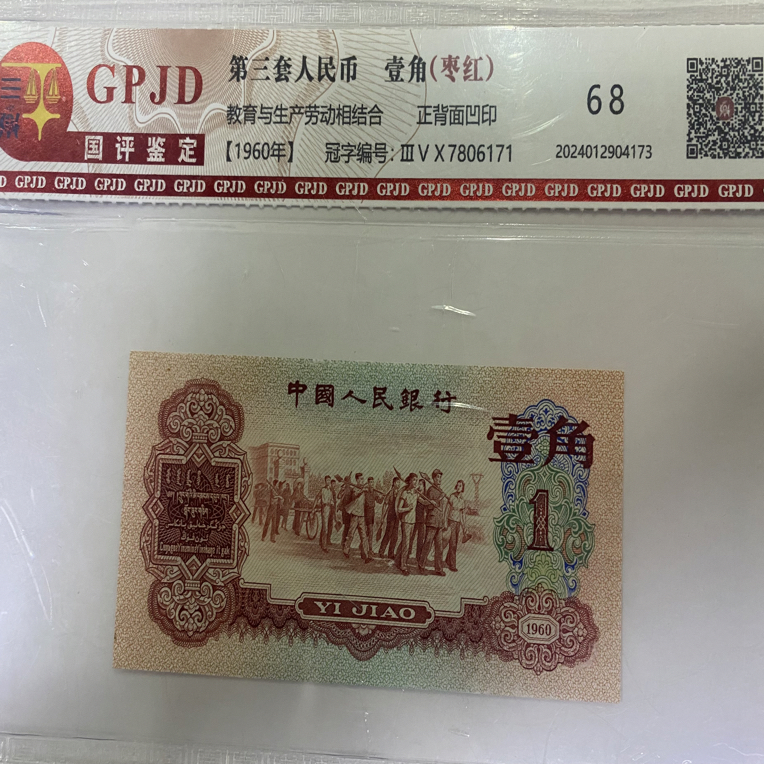 GPJD
国评鉴定
第三套人民币 壹角(枣红)
教育与生产劳动相结合 正背面凹印
【1960年】 冠字编号:ⅢⅤⅩ7806171
68
2024012904173
GPJD GPJD GPJD GPJD GPJD GPJD GPJD GPJD GPJD GPJD GPJD GPJD GPJD GPJD GPJD GPJD GPJD GPJD
中國人民銀行
壹角
1
YI JIAO
1960